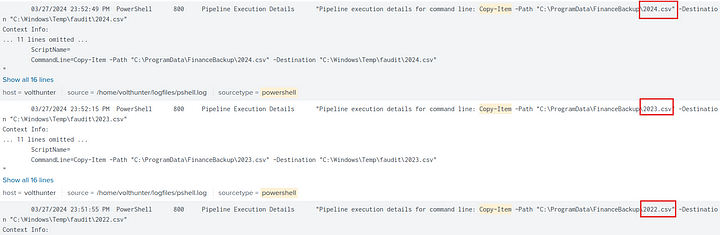 03/27/2024 23:52:49 PM PowerShell 800 Pipeline Execution Details "Pipeline execution details for command line: Copy-Item -Path "C:\ProgramData\FinanceBackup\2024.csv" -Destinatio
n "C:\Windows\Temp\faudit\2024.csv"
Context Info:
... 11 lines omitted ...
ScriptName=
CommandLine=Copy-Item -Path "C:\ProgramData\FinanceBackup\2024.csv" -Destination "C:\Windows\Temp\faudit\2024.csv"
"
Show all 16 lines
host = volthunter source = /home/volthunter/logfiles/pshell.log sourcetype = powershell
03/27/2024 23:52:15 PM PowerShell 800 Pipeline Execution Details "Pipeline execution details for command line: Copy-Item -Path "C:\ProgramData\FinanceBackup\2023.csv" -Destinatio
n "C:\Windows\Temp\faudit\2023.csv"
Context Info:
... 11 lines omitted ...
ScriptName=
CommandLine=Copy-Item -Path "C:\ProgramData\FinanceBackup\2023.csv" -Destination "C:\Windows\Temp\faudit\2023.csv"
"
Show all 16 lines
host = volthunter source = /home/volthunter/logfiles/pshell.log sourcetype = powershell
03/27/2024 23:51:55 PM PowerShell 800 Pipeline Execution Details "Pipeline execution details for command line: Copy-Item -Path "C:\ProgramData\FinanceBackup\2022.csv" -Destinatio
n "C:\Windows\Temp\faudit\2022.csv"
Context Info: